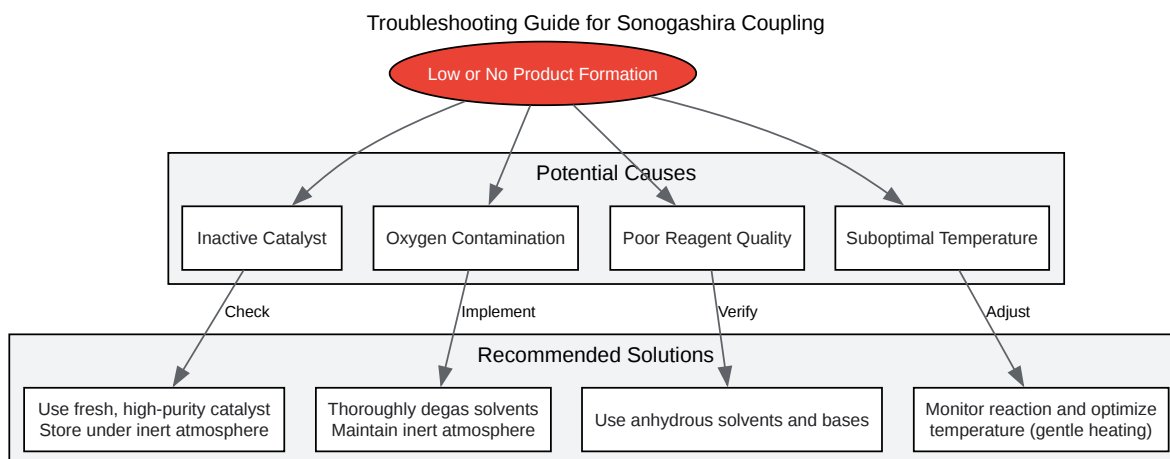 Troubleshooting Guide for Sonogashira Coupling
Low or No Product Formation
Potential Causes
Inactive Catalyst
Oxygen Contamination
Poor Reagent Quality
Suboptimal Temperature
Check
Implement
Verify
Adjust
Recommended Solutions
Use fresh, high-purity catalyst
Store under inert atmosphere
Thoroughly degas solvents
Maintain inert atmosphere
Use anhydrous solvents and bases
Monitor reaction and optimize
temperature (gentle heating)